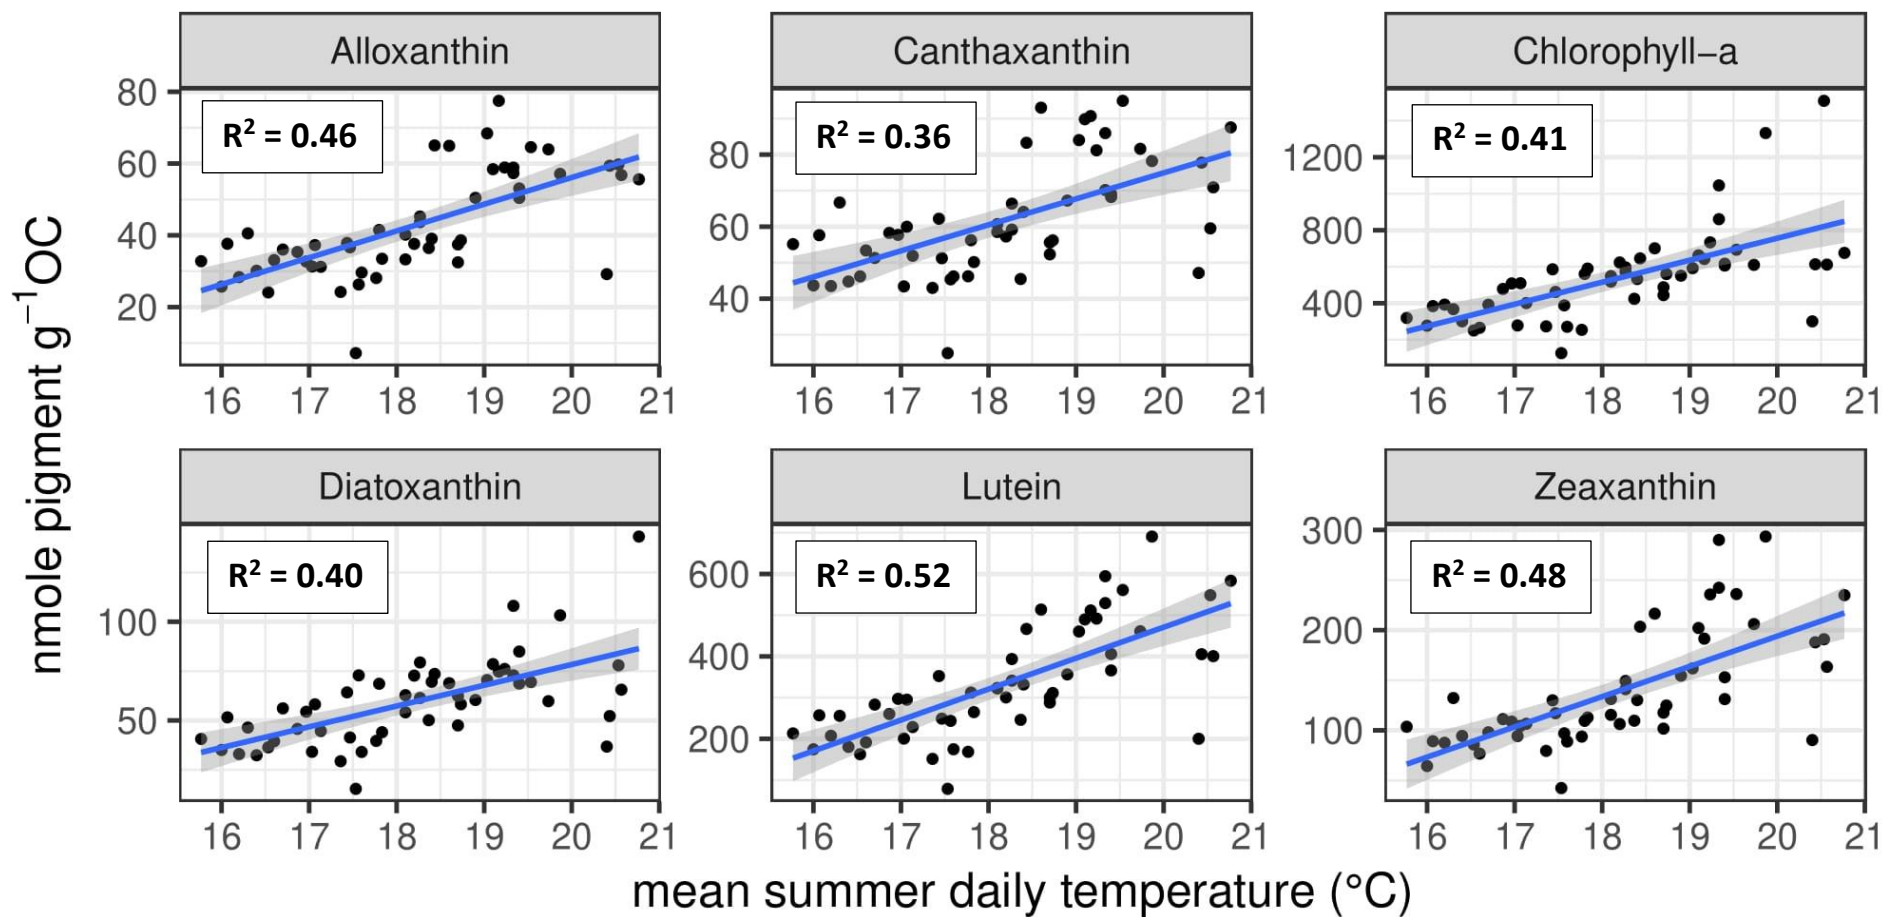 Alloxanthin
Canthaxanthin
Chlorophyll−a
R² = 0.46
R² = 0.36
R² = 0.41
80
60
40
20
80
60
40
1200
800
400
16 17 18 19 20 21
16 17 18 19 20 21
16 17 18 19 20 21
nmole pigment g⁻¹OC
Diatoxanthin
Lutein
Zeaxanthin
R² = 0.40
R² = 0.52
R² = 0.48
100
50
600
400
200
300
200
100
16 17 18 19 20 21
16 17 18 19 20 21
16 17 18 19 20 21
mean summer daily temperature (°C)